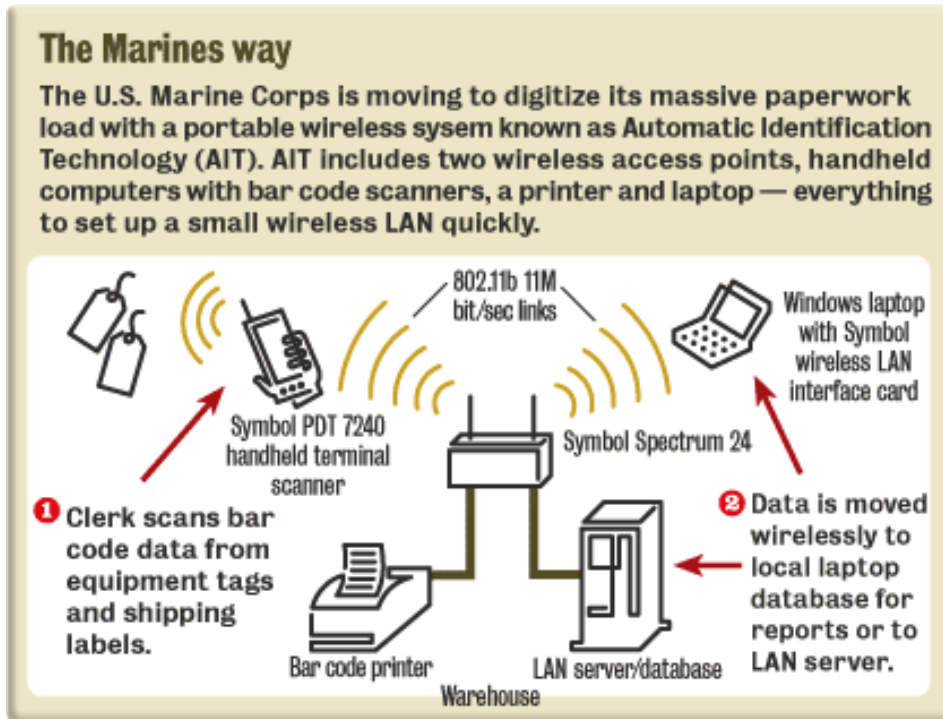 The Marines way
The U.S. Marine Corps is moving to digitize its massive paperwork
load with a portable wireless sysem known as Automatic Identification
Technology (AIT). AIT includes two wireless access points, handheld
computers with bar code scanners, a printer and laptop — everything
to set up a small wireless LAN quickly.
802.11b 11M
bit/sec links
Windows laptop
with Symbol
wireless LAN
interface card
Symbol PDT 7240
handheld terminal
scanner
Symbol Spectrum 24
1 Clerk scans bar
code data from
equipment tags
and shipping
labels.
2 Data is moved
wirelessly to
local laptop
database for
reports or to
LAN server.
Bar code printer
LAN server/database
Warehouse